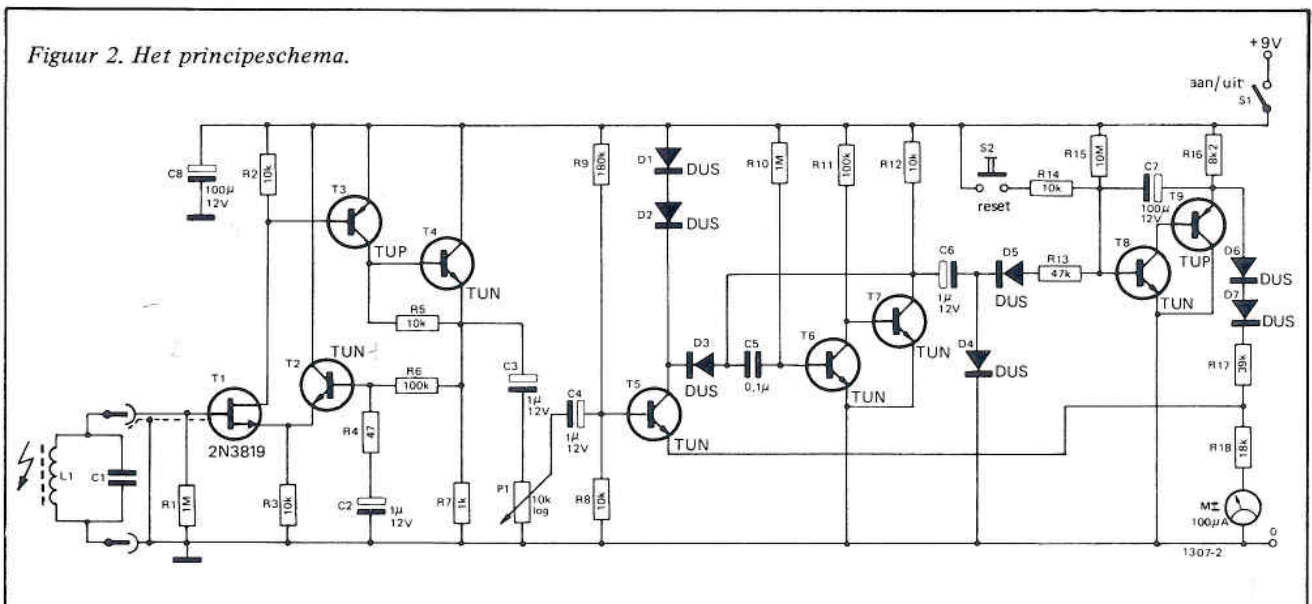 Figuur 2. Het principeschema.
+9V
aan/uit
S1
C8
100µ
12V
R2
10k
T3
TUP
T4
TUN
R5
10k
TUN
T2
R6
100k
T1
2N3819
R4
47
L1
C1
R1
1M
R3
10k
C2
1µ
12V
R7
1k
C3
1µ
12V
P1
10k
log
C4
1µ
12V
R9
180k
R8
10k
D1
DUS
D2
DUS
D3
DUS
T5
TUN
R10
1M
C5
0,1µ
R11
100k
T6
TUN
R12
10k
T7
TUN
C6
1µ
12V
D4
DUS
D5
DUS
S2
reset
R14
10k
R13
47k
R15
10M
C7
100µ
12V
R16
8k2
T9
TUP
T8
TUN
D6
DUS
D7
DUS
R17
39k
R18
18k
M1
100µA
0
1307-2